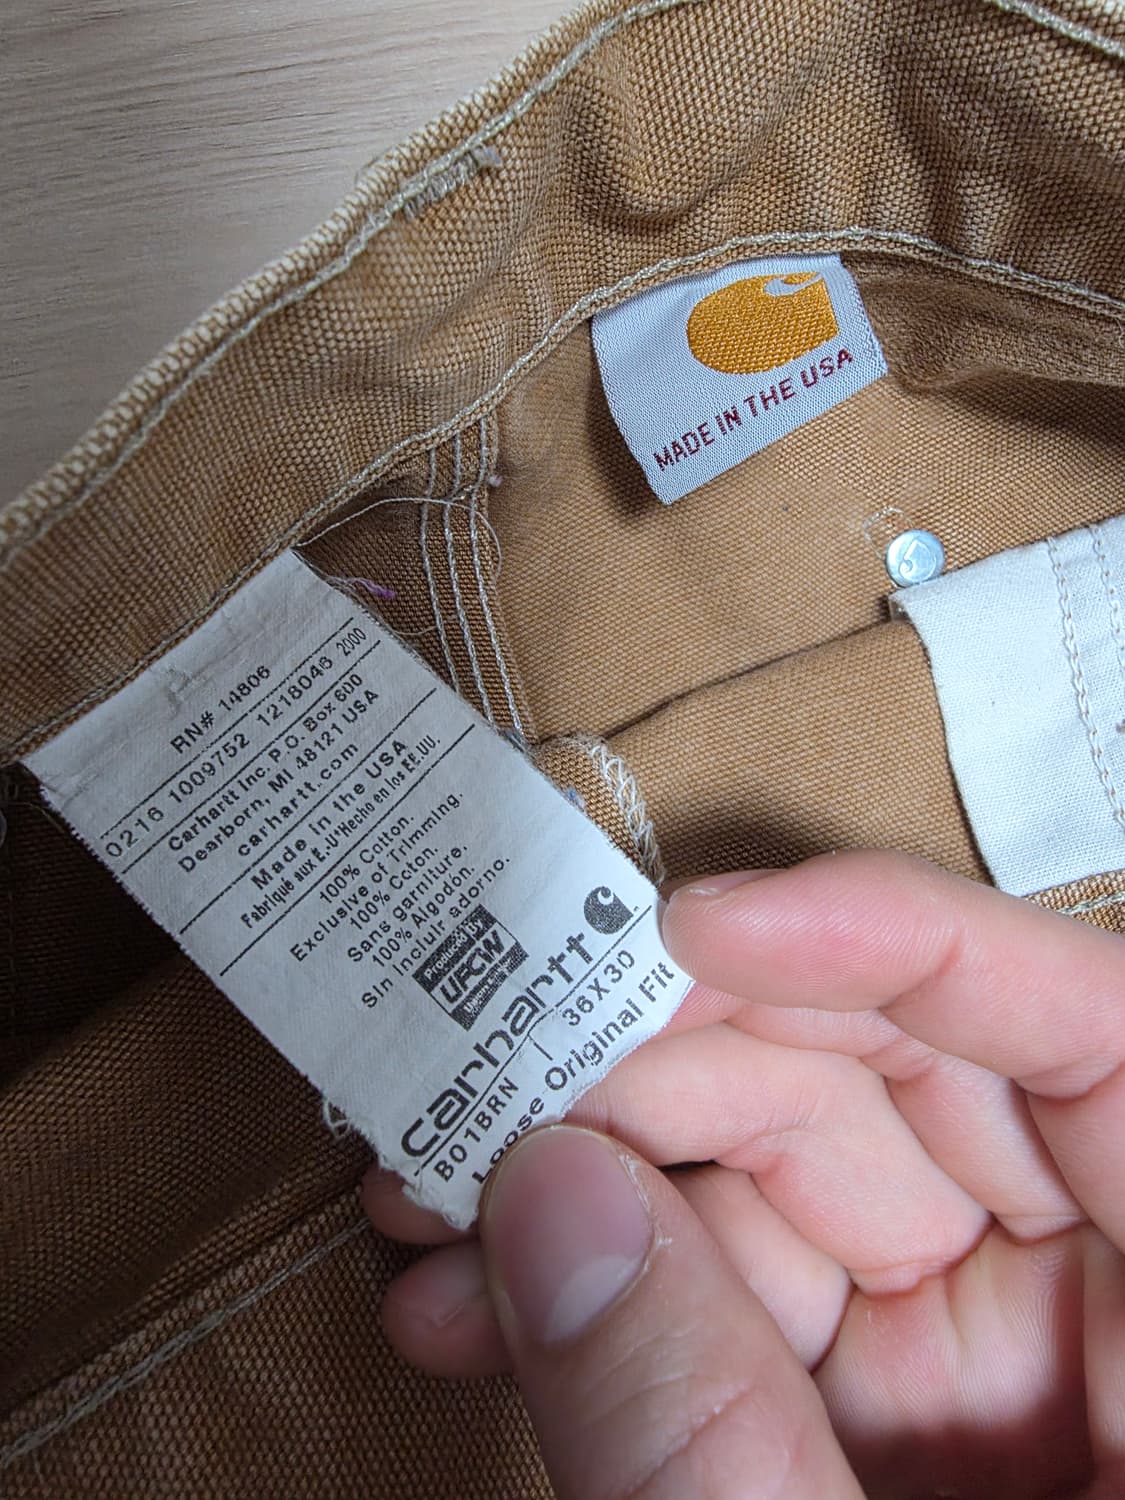 MADE IN THE USA
RN# 14806
0216 1009752 1218046 2000
Carhartt Inc. P.O. Box 600
Dearborn, MI 48121 USA
carhartt.com
Made in the USA
Fabriqué aux É.-U/Hecho en los EE.UU.
100% Cotton.
Exclusive of Trimming.
100% Coton.
Sans garniture.
100% Algodón.
Sin incluir adorno.
UFCW
carhartt
B01BRN 36X30
Loose Original Fit